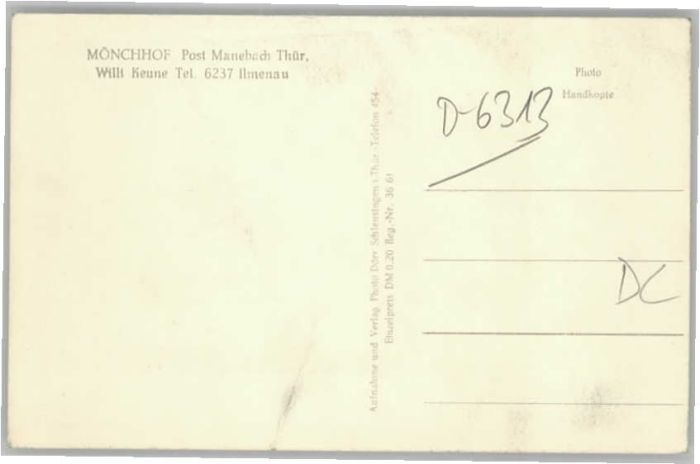 MÖNCHHOF Post Manebach Thür.
Willi Keune Tel. 6237 Ilmenau
Aufnahme und Verlag Photo Dörr Schleusingen i. Thür. Telefon 454
Einzelpreis DM 0.20 Reg.-Nr. 36 61
Photo
Handkopie
D-6313
DC